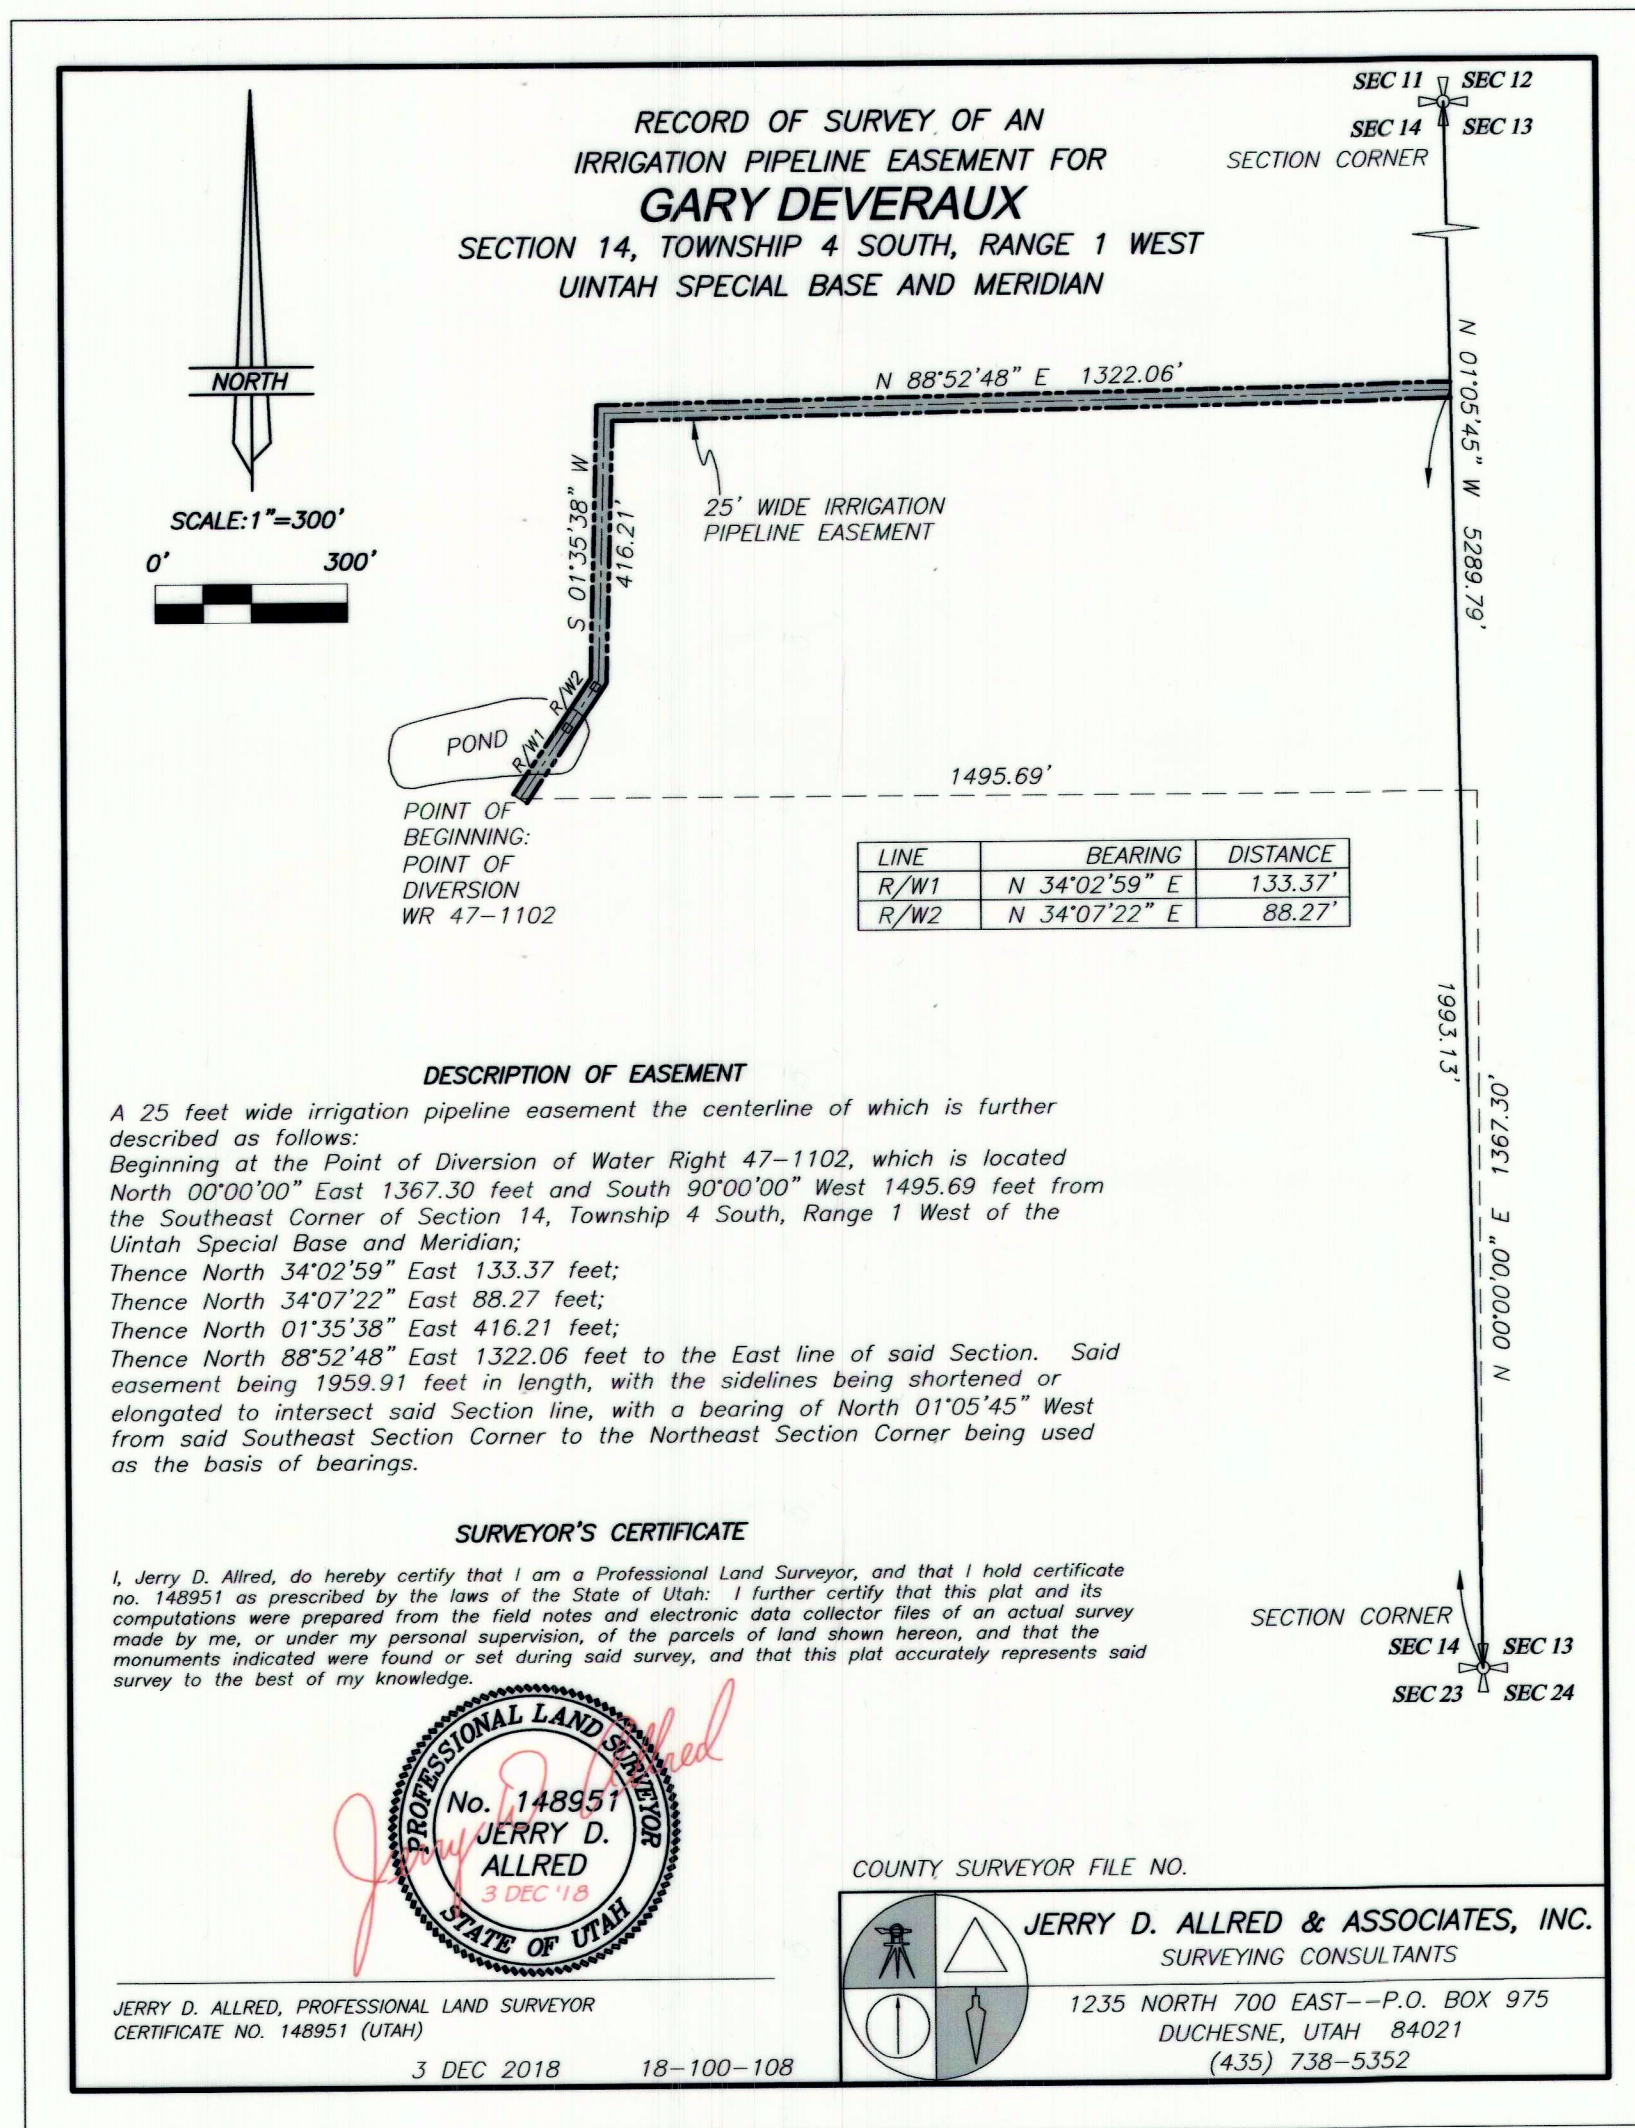 SEC 11 SEC 12
SEC 14 SEC 13
SECTION CORNER
RECORD OF SURVEY OF AN
IRRIGATION PIPELINE EASEMENT FOR
GARY DEVERAUX
SECTION 14, TOWNSHIP 4 SOUTH, RANGE 1 WEST
UINTAH SPECIAL BASE AND MERIDIAN
NORTH
SCALE:1"=300'
0' 300'
N 88°52'48" E 1322.06'
N 01°05'45" W 5289.79'
25' WIDE IRRIGATION
PIPELINE EASEMENT
S 01°35'38" W
416.21'
R/W2
R/W1
POND
1495.69'
POINT OF
BEGINNING:
POINT OF
DIVERSION
WR 47-1102
LINE BEARING DISTANCE
R/W1 N 34°02'59" E 133.37'
R/W2 N 34°07'22" E 88.27'
1993.13'
N 00°00'00" E 1367.30'
DESCRIPTION OF EASEMENT
A 25 feet wide irrigation pipeline easement the centerline of which is further
described as follows:
Beginning at the Point of Diversion of Water Right 47-1102, which is located
North 00°00'00" East 1367.30 feet and South 90°00'00" West 1495.69 feet from
the Southeast Corner of Section 14, Township 4 South, Range 1 West of the
Uintah Special Base and Meridian;
Thence North 34°02'59" East 133.37 feet;
Thence North 34°07'22" East 88.27 feet;
Thence North 01°35'38" East 416.21 feet;
Thence North 88°52'48" East 1322.06 feet to the East line of said Section. Said
easement being 1959.91 feet in length, with the sidelines being shortened or
elongated to intersect said Section line, with a bearing of North 01°05'45" West
from said Southeast Section Corner to the Northeast Section Corner being used
as the basis of bearings.
SURVEYOR'S CERTIFICATE
I, Jerry D. Allred, do hereby certify that I am a Professional Land Surveyor, and that I hold certificate
no. 148951 as prescribed by the laws of the State of Utah: I further certify that this plat and its
computations were prepared from the field notes and electronic data collector files of an actual survey
made by me, or under my personal supervision, of the parcels of land shown hereon, and that the
monuments indicated were found or set during said survey, and that this plat accurately represents said
survey to the best of my knowledge.
SECTION CORNER
SEC 14 SEC 13
SEC 23 SEC 24
PROFESSIONAL LAND SURVEYOR
No. 148951
JERRY D.
ALLRED
3 DEC '18
STATE OF UTAH
Jerry D Allred
JERRY D. ALLRED, PROFESSIONAL LAND SURVEYOR
CERTIFICATE NO. 148951 (UTAH)
3 DEC 2018 18-100-108
COUNTY SURVEYOR FILE NO.
JERRY D. ALLRED & ASSOCIATES, INC.
SURVEYING CONSULTANTS
1235 NORTH 700 EAST--P.O. BOX 975
DUCHESNE, UTAH 84021
(435) 738-5352